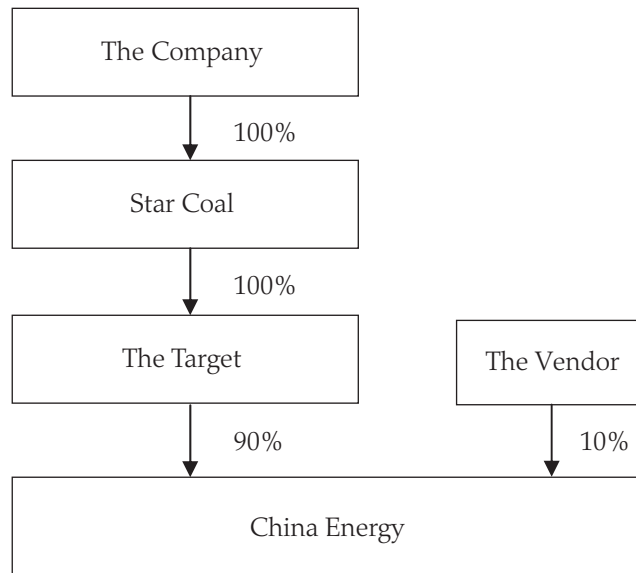 The Company
100%
Star Coal
100%
The Target
The Vendor
90%
10%
China Energy